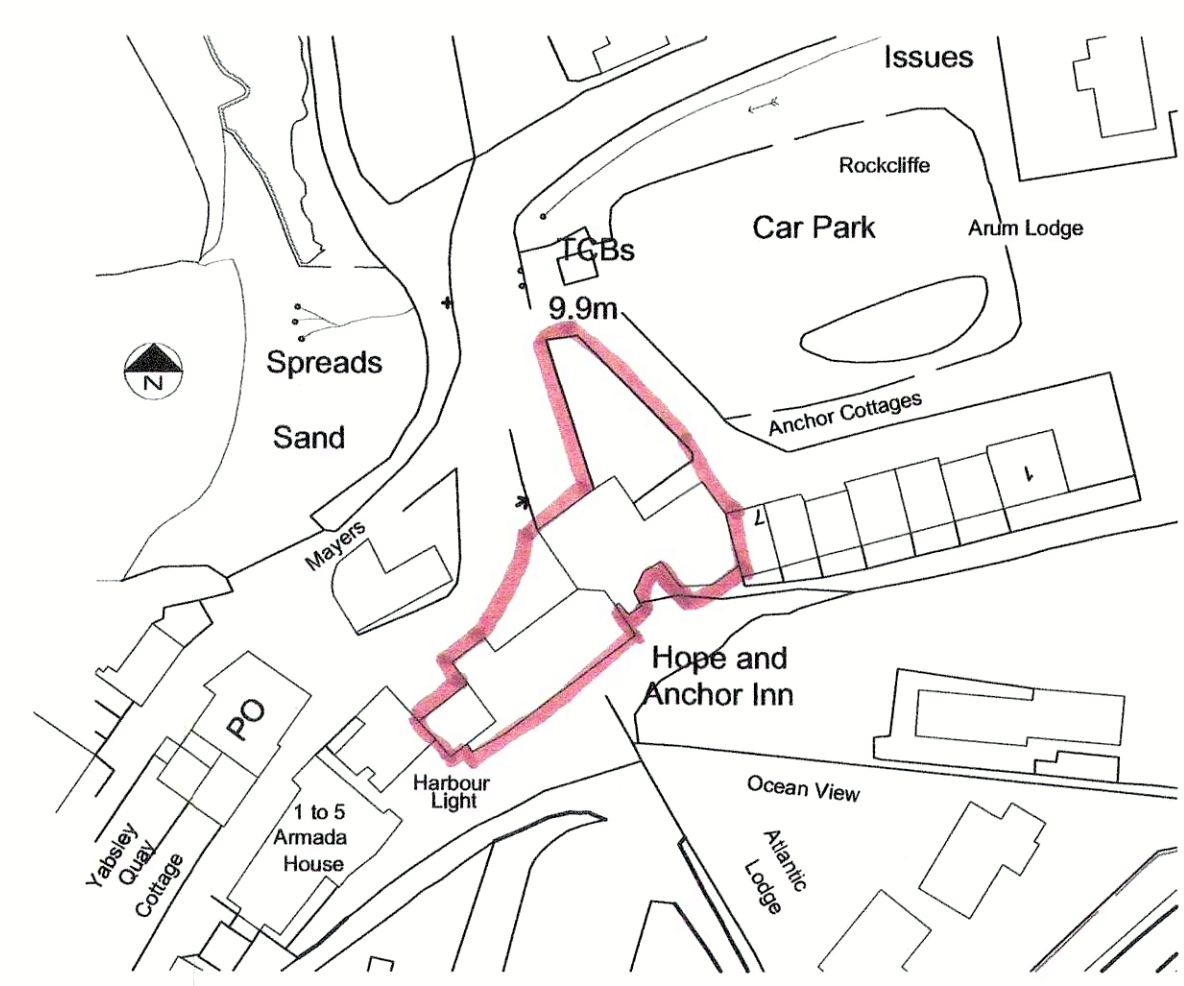 Issues
Rockcliffe
Car Park
Arum Lodge
TCBs
9.9m
Spreads
Sand
N
Anchor Cottages
1
7
Mayers
Hope and
Anchor Inn
PO
Harbour
Light
Ocean View
1 to 5
Armada
House
Yabsley
Quay
Cottage
Atlantic
Lodge